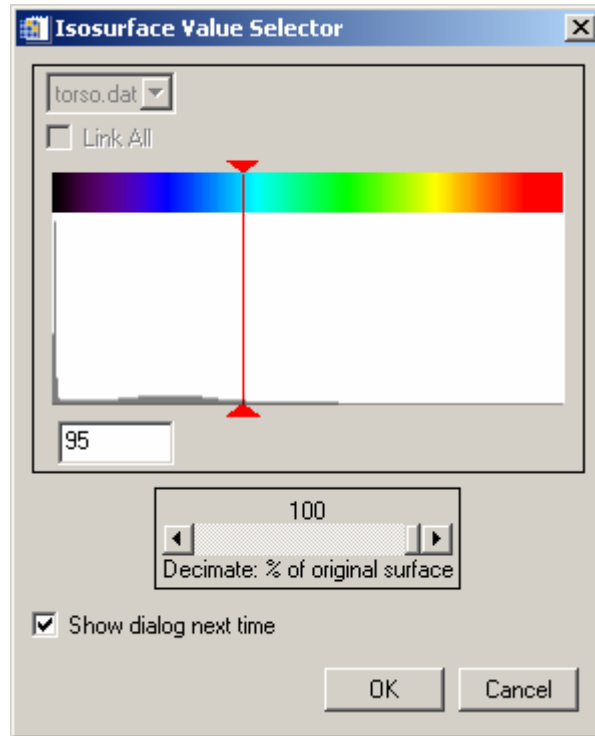 Isosurface Value Selector
torso.dat
Link All
95
100
Decimate: % of original surface
Show dialog next time
OK Cancel